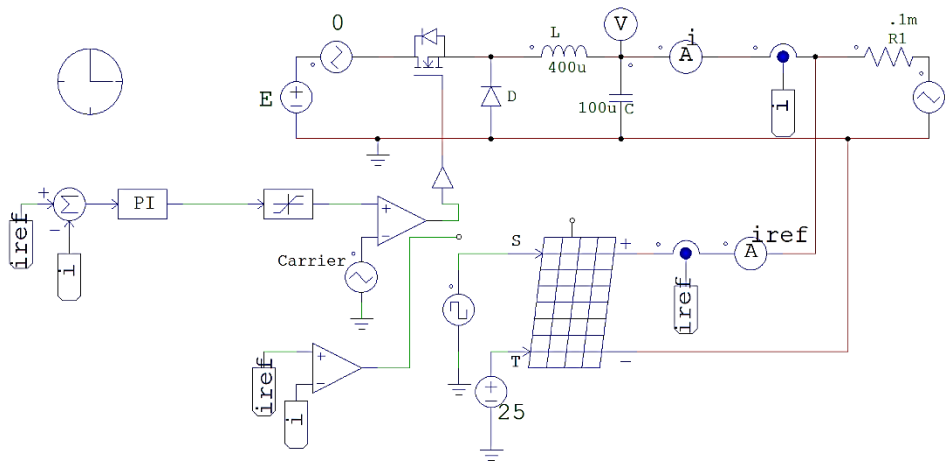 0
.1m
R1
V
L
i
A
400u
E
D
100u
C
i
+
Σ
PI
iref
−
i
+
−
Carrier
S
+
A
iref
iref
iref
+
−
i
T
−
25